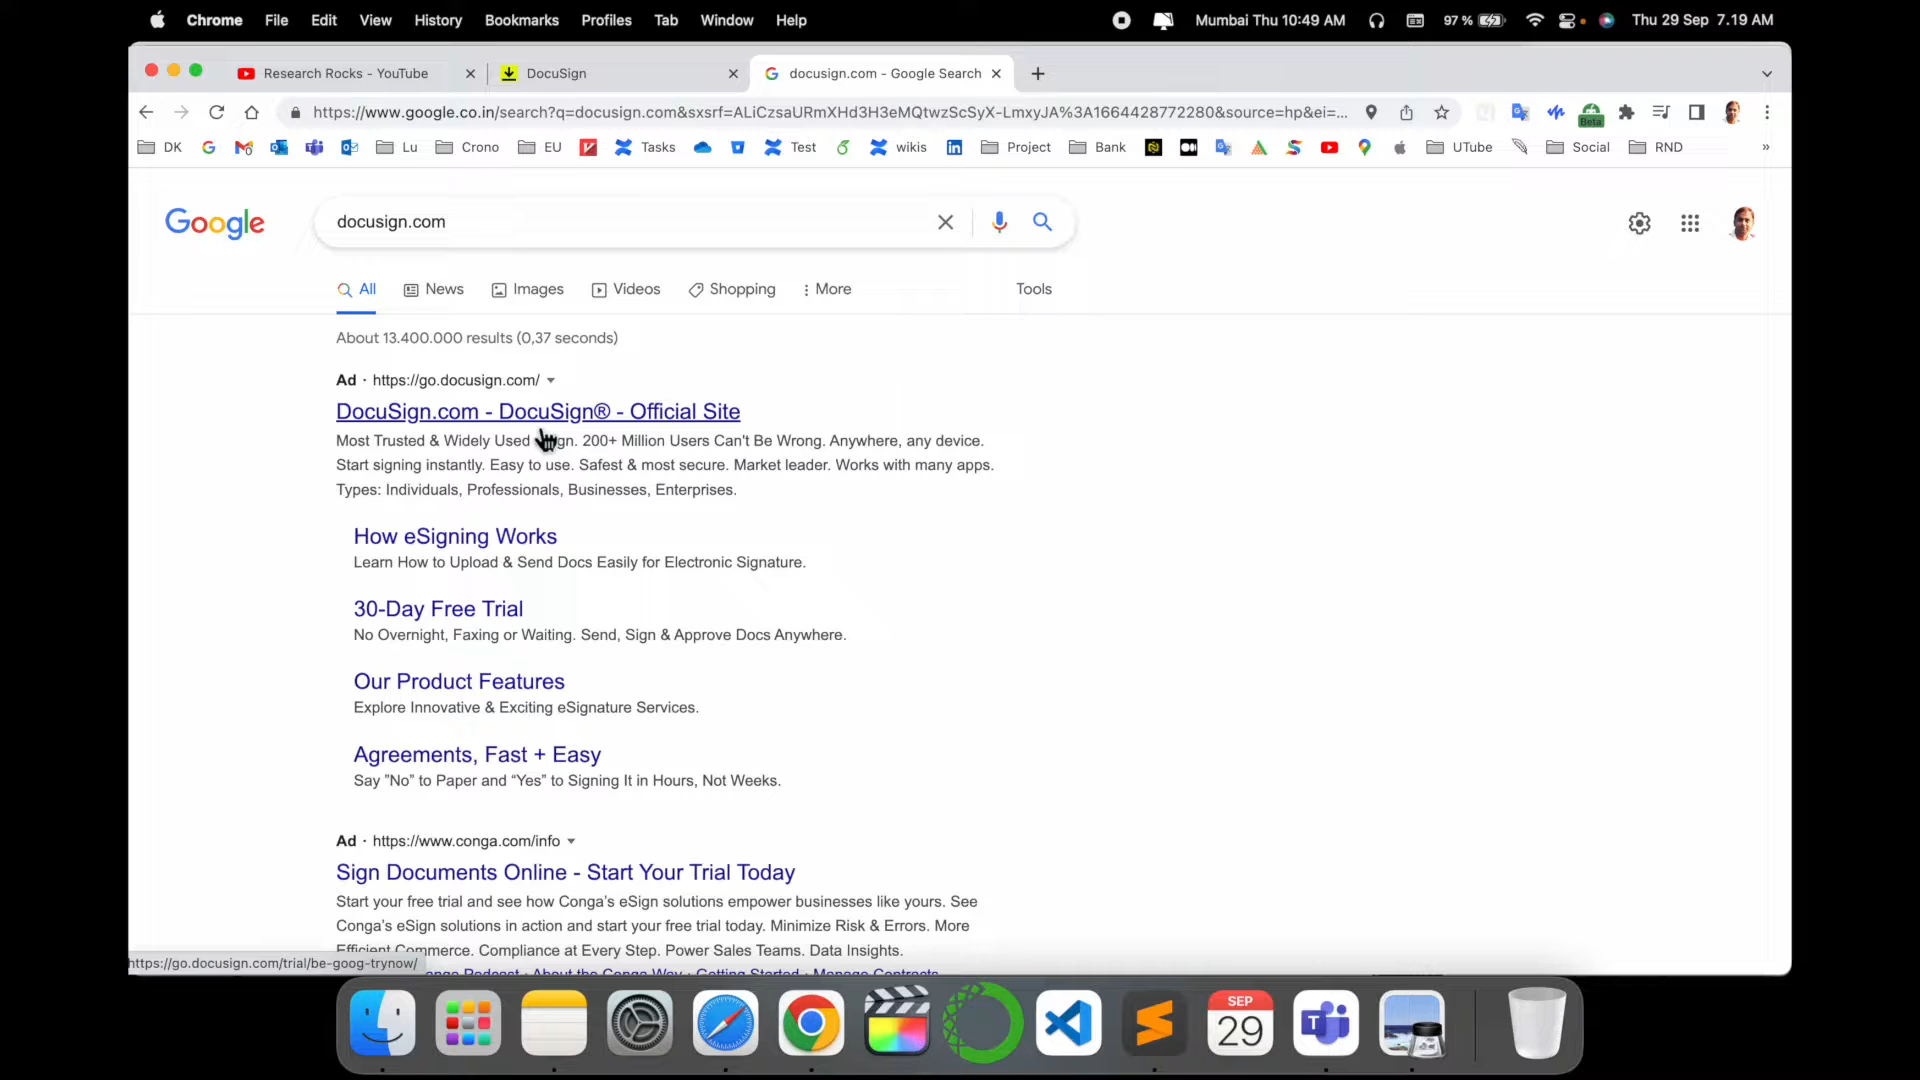 Chrome File Edit View History Bookmarks Profiles Tab Window Help Mumbai Thu 10:49 AM 97 % Thu 29 Sep 7.19 AM
Research Rocks - YouTube DocuSign docusign.com - Google Search
https://www.google.co.in/search?q=docusign.com&sxsrf=ALiCzsaURmXHd3H3eMQtwzScSyX-LmxyJA%3A1664428772280&source=hp&ei=... Beta
DK Lu Crono EU Tasks Test wikis Project Bank UTube Social RND »
Google docusign.com
All News Images Videos Shopping More Tools
About 13.400.000 results (0,37 seconds)
Ad · https://go.docusign.com/
DocuSign.com - DocuSign® - Official Site
Most Trusted & Widely Used 200+ Million Users Can't Be Wrong. Anywhere, any device.
Start signing instantly. Easy to use. Safest & most secure. Market leader. Works with many apps.
Types: Individuals, Professionals, Businesses, Enterprises.
How eSigning Works
Learn How to Upload & Send Docs Easily for Electronic Signature.
30-Day Free Trial
No Overnight, Faxing or Waiting. Send, Sign & Approve Docs Anywhere.
Our Product Features
Explore Innovative & Exciting eSignature Services.
Agreements, Fast + Easy
Say "No" to Paper and “Yes” to Signing It in Hours, Not Weeks.
Ad · https://www.conga.com/info
Sign Documents Online - Start Your Trial Today
Start your free trial and see how Conga's eSign solutions empower businesses like yours. See
Conga's eSign solutions in action and start your free trial today. Minimize Risk & Errors. More
Efficient Commerce. Compliance at Every Step. Power Sales Teams. Data Insights.
https://go.docusign.com/trial/be-goog-trynow/ Podcast · About the Conga Way · Getting Started · Manage Contracts
SEP
29